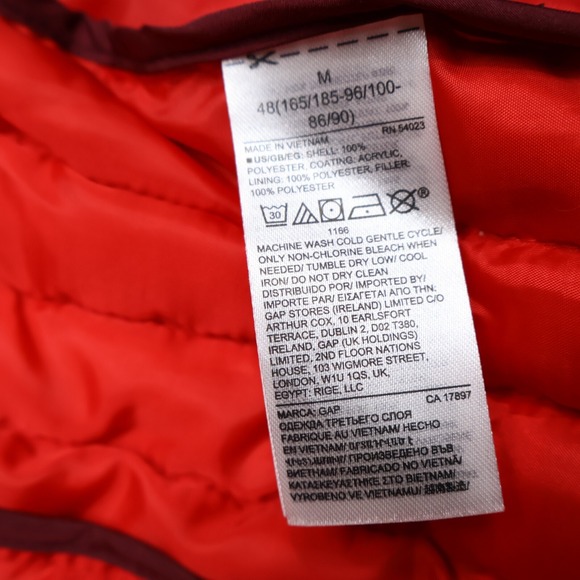 M
48(165/185-96/100-
86/90)
MADE IN VIETNAM RN 54023
■ US/GB/EG: SHELL: 100%
POLYESTER, COATING: ACRYLIC,
LINING: 100% POLYESTER, FILLER:
100% POLYESTER
30 ®
1166
MACHINE WASH COLD GENTLE CYCLE/
ONLY NON-CHLORINE BLEACH WHEN
NEEDED/ TUMBLE DRY LOW/ COOL
IRON/ DO NOT DRY CLEAN
DISTRIBUIDO POR/ IMPORTED BY/
IMPORTE PAR/ ΕΙΣΑΓΕΤΑΙ ΑΠΟ ΤΗΝ:
GAP STORES (IRELAND) LIMITED C/O
ARTHUR COX, 10 EARLSFORT
TERRACE, DUBLIN 2, D02 T380,
IRELAND, GAP (UK HOLDINGS)
LIMITED, 2ND FLOOR NATIONS
HOUSE, 103 WIGMORE STREET,
LONDON, W1U 1QS, UK,
EGYPT: RIGE, LLC
MARCA: GAP CA 17897
ОДЕЖДА ТРЕТЬЕГО СЛОЯ
FABRIQUE AU VIETNAM/ HECHO
EN VIETNAM/
ПРОИЗВЕДЕНО ВЪВ
ВИЕТНАМ/ FABRICADO NO VIETNAM/
ΚΑΤΑΣΚΕΥΑΣΤΗΚΕ ΣΤΟ ΒΙΕΤΝΑΜ/
VYROBENO VE VIETNAMU/